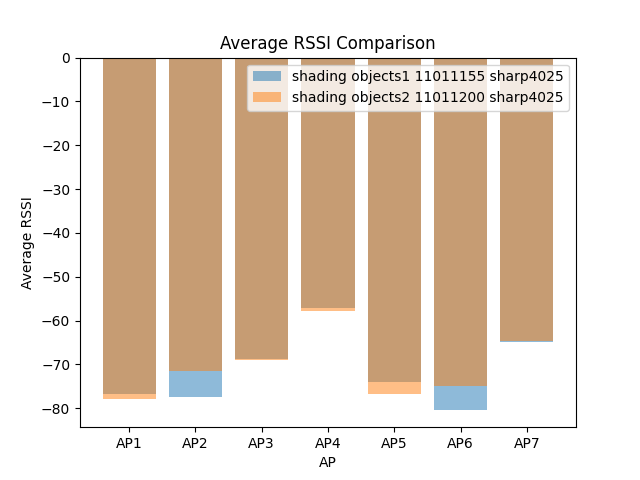 Average RSSI Comparison
shading objects1 11011155 sharp4025
shading objects2 11011200 sharp4025
0
−10
−20
−30
−40
−50
−60
−70
−80
Average RSSI
AP1 AP2 AP3 AP4 AP5 AP6 AP7
AP